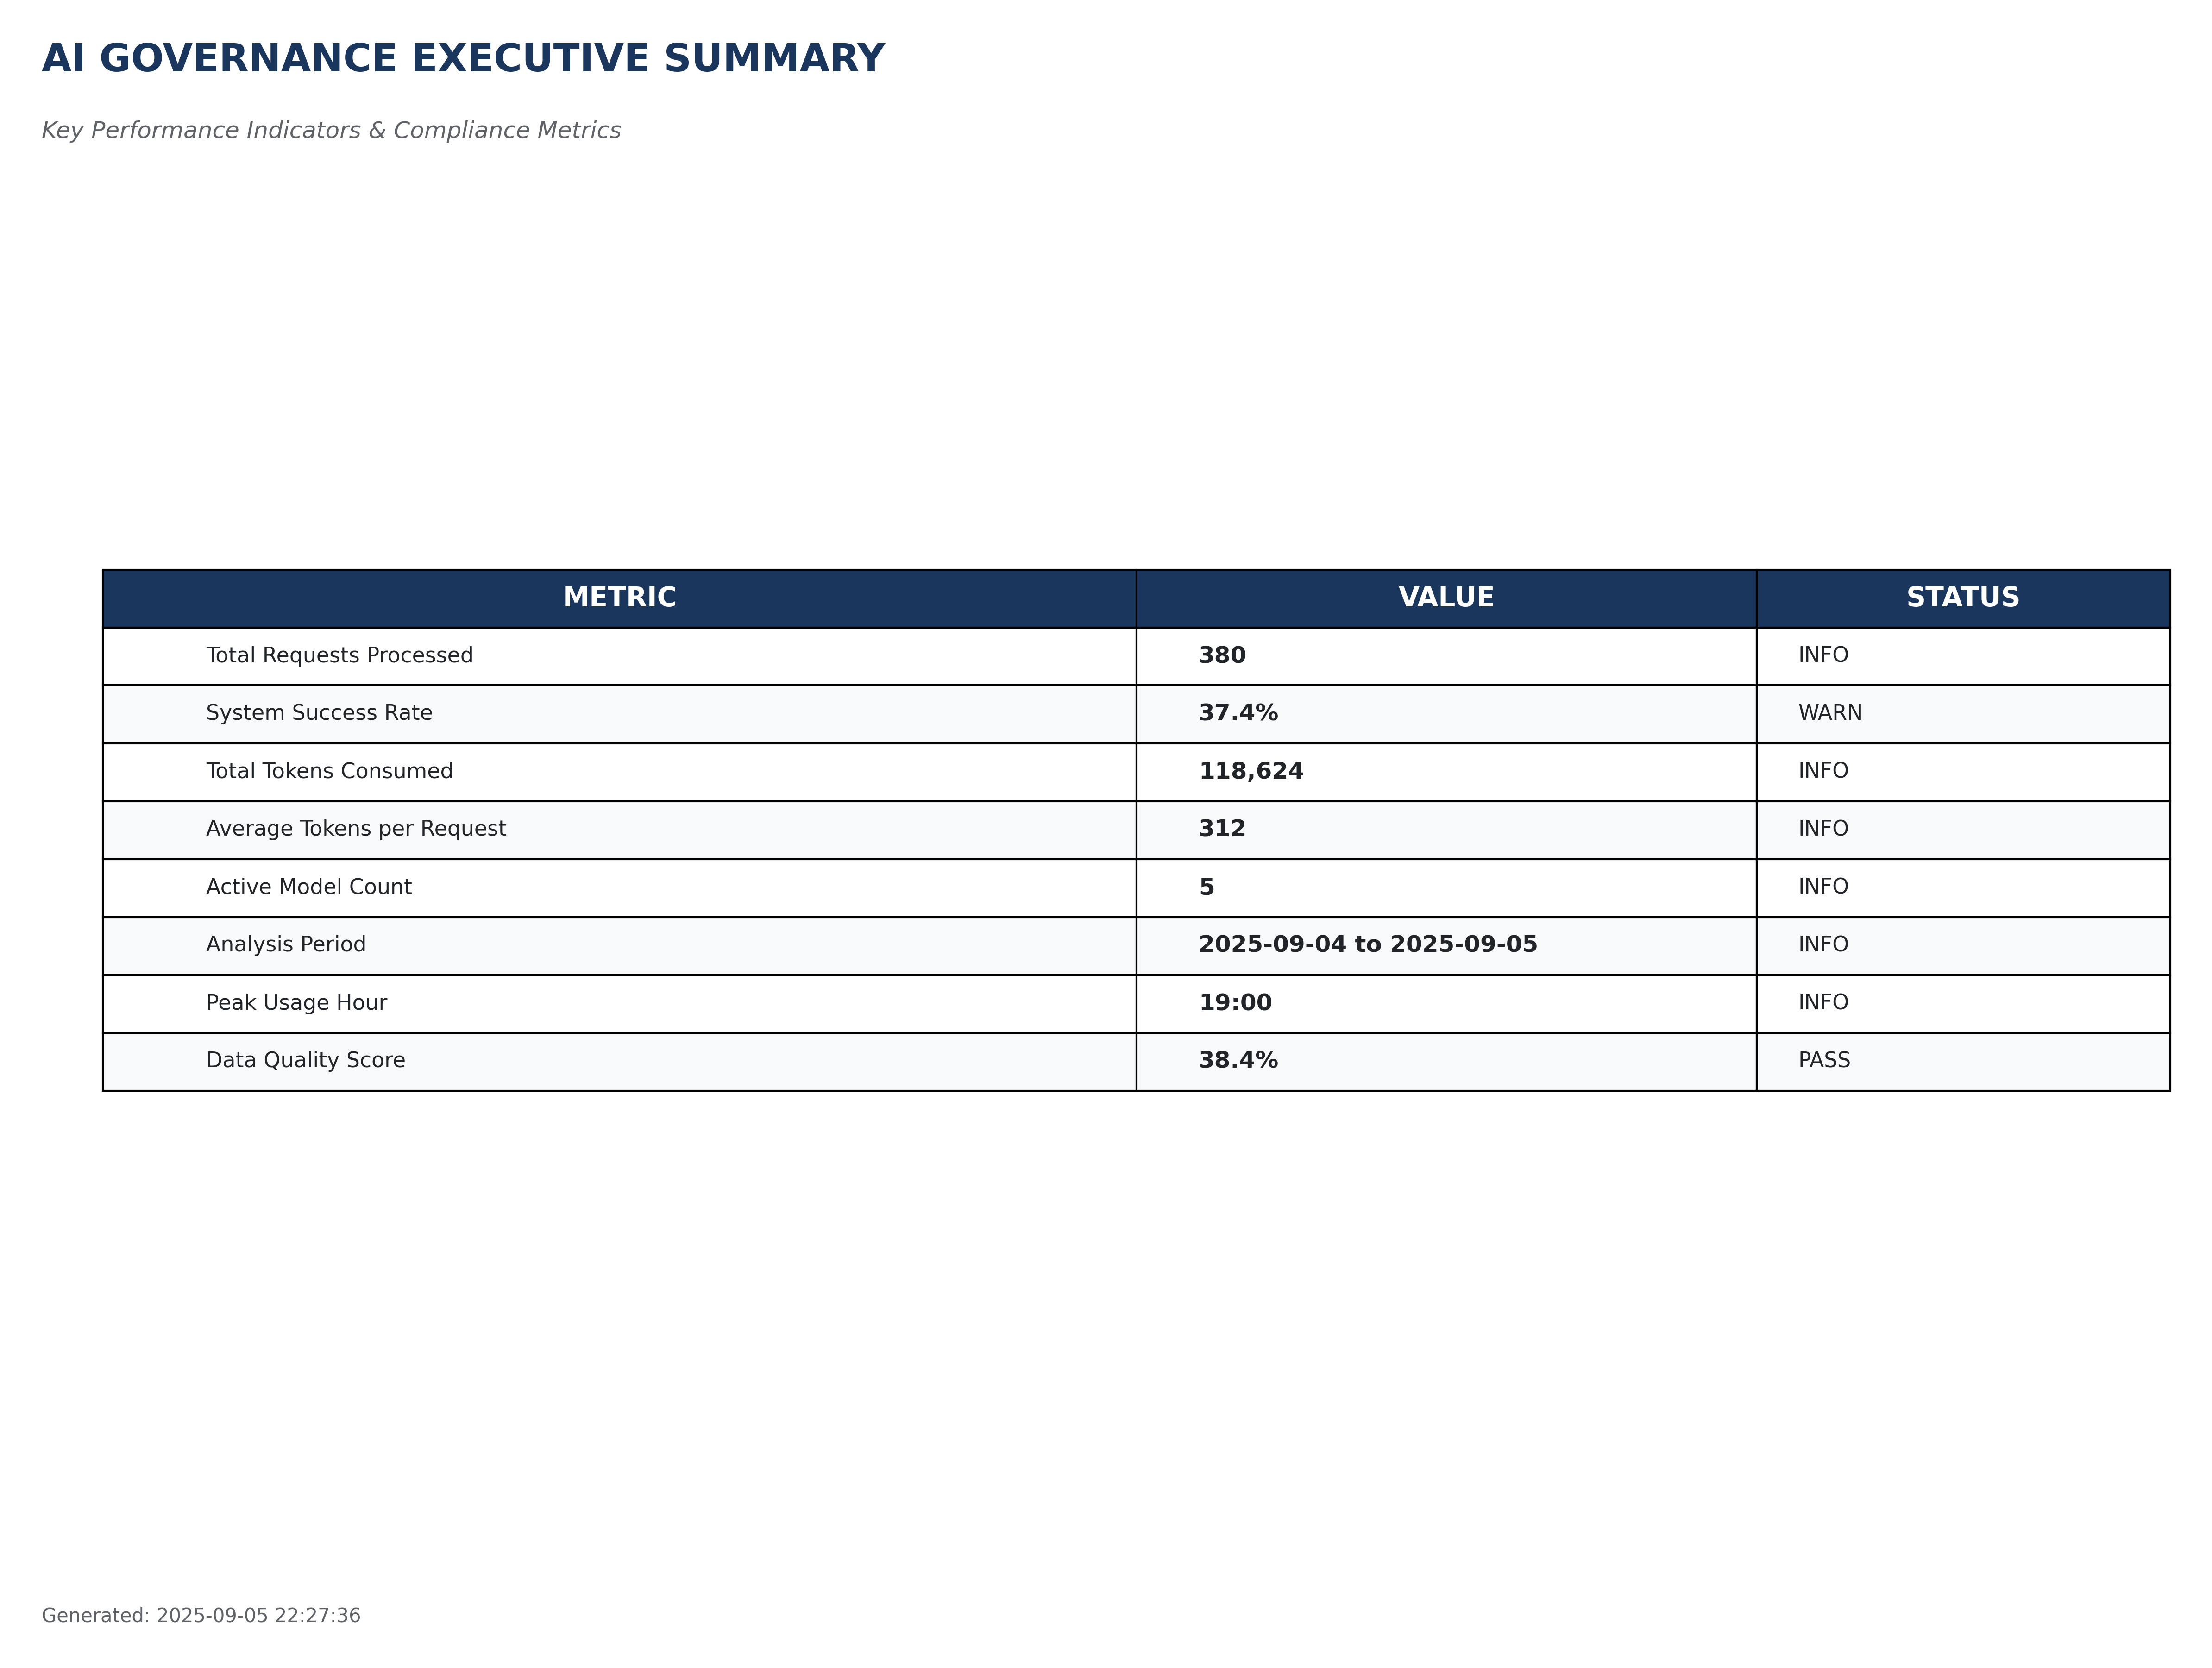 AI GOVERNANCE EXECUTIVE SUMMARY
Key Performance Indicators & Compliance Metrics
METRIC VALUE STATUS
Total Requests Processed 380 INFO
System Success Rate 37.4% WARN
Total Tokens Consumed 118,624 INFO
Average Tokens per Request 312 INFO
Active Model Count 5 INFO
Analysis Period 2025-09-04 to 2025-09-05 INFO
Peak Usage Hour 19:00 INFO
Data Quality Score 38.4% PASS
Generated: 2025-09-05 22:27:36